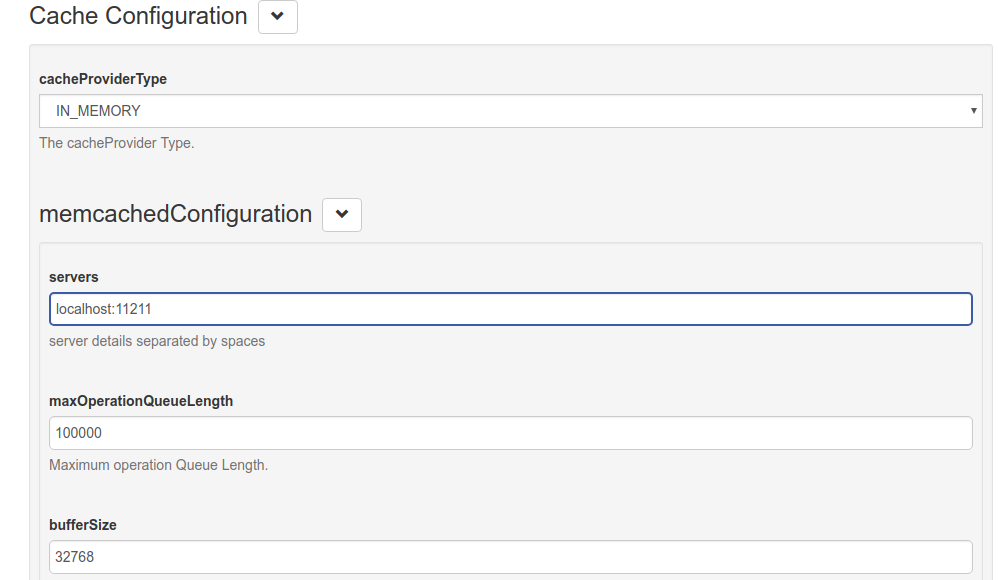 Cache Configuration
cacheProviderType
IN_MEMORY
The cacheProvider Type.
memcachedConfiguration
servers
localhost:11211
server details separated by spaces
maxOperationQueueLength
100000
Maximum operation Queue Length.
bufferSize
32768